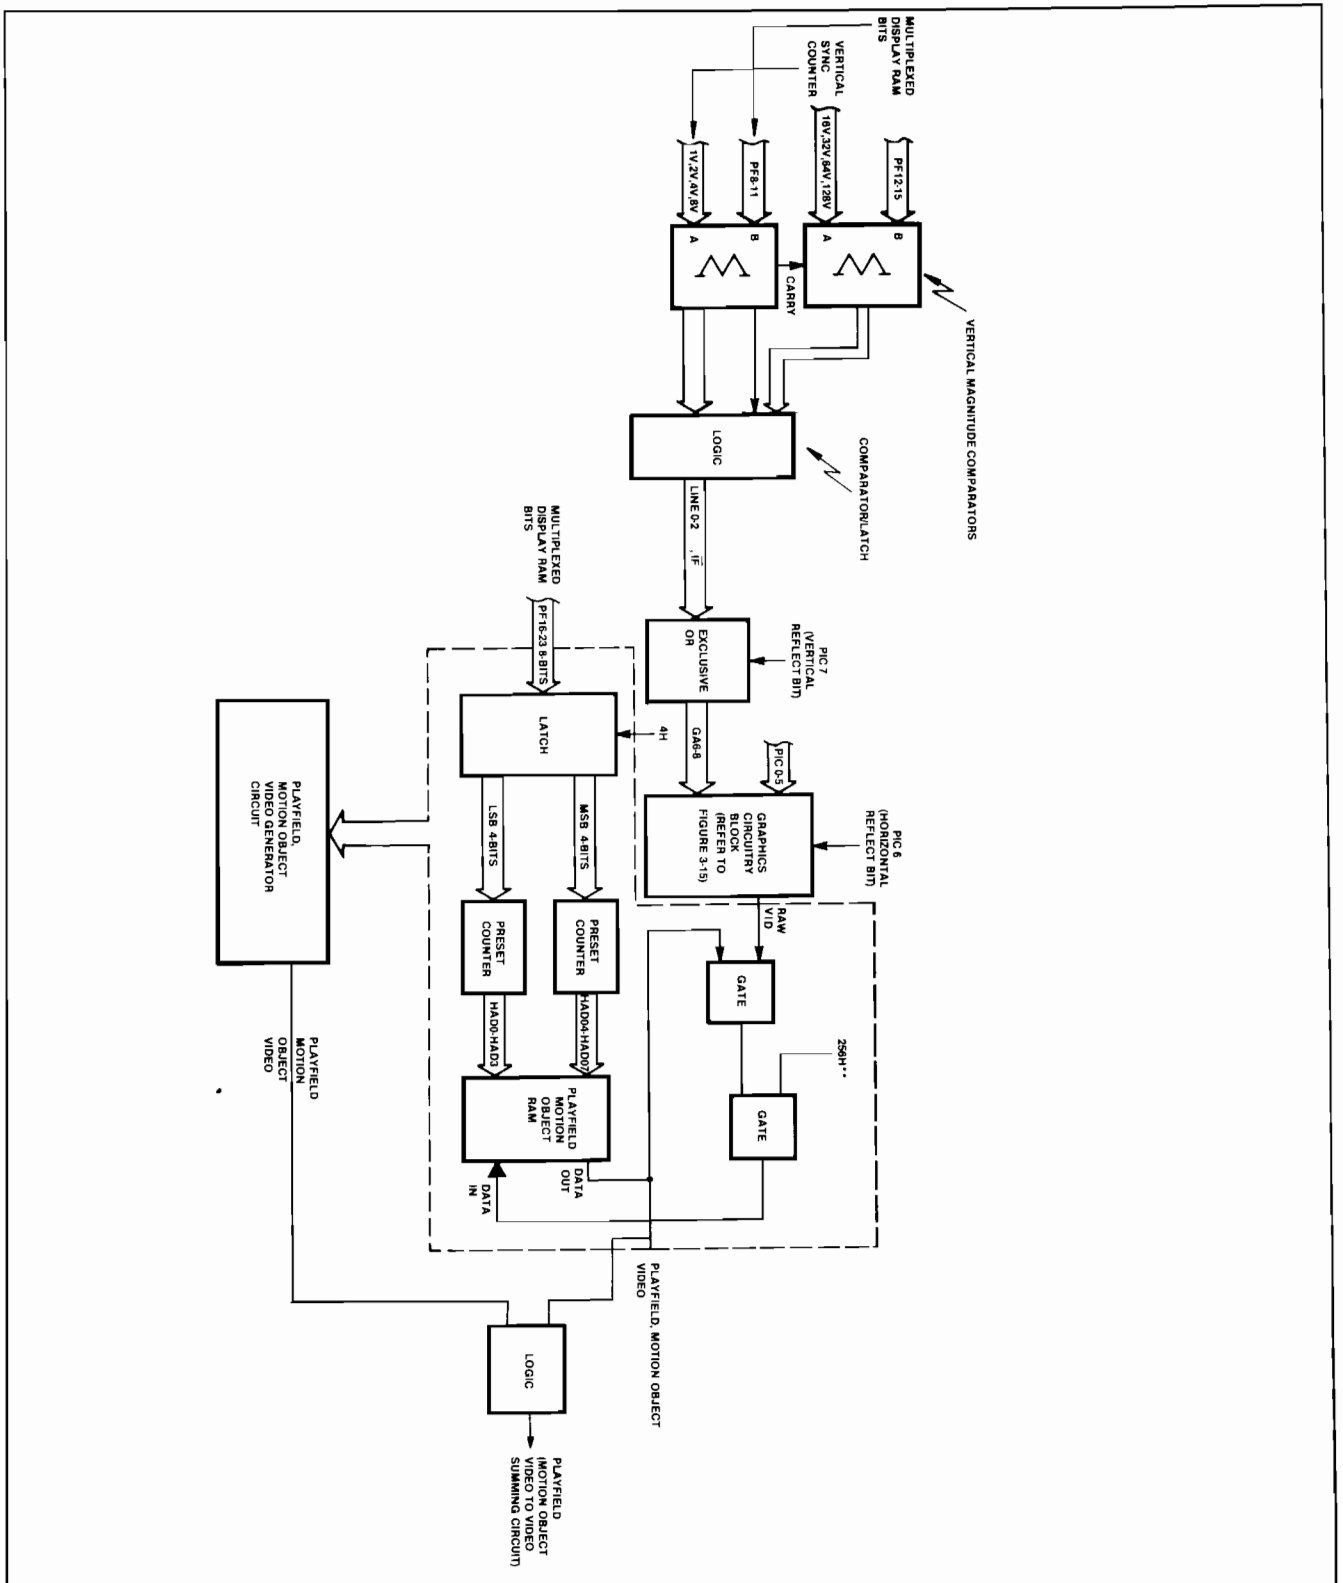 MULTIPLEXED
DISPLAY RAM
BITS
VERTICAL
SYNC
COUNTER
PF12-15
16V,32V,64V,128V
PF8-11
1V,2V,4V,8V
B
A
B
A
CARRY
VERTICAL MAGNITUDE COMPARATORS
LOGIC
COMPARATOR/LATCH
LINE 0-2
PIC 7
(VERTICAL
REFLECT BIT)
EXCLUSIVE
OR
GA6-8
PIC 0-5
PIC 6
(HORIZONTAL
REFLECT BIT)
GRAPHICS
CIRCUITRY
BLOCK
(REFER TO
FIGURE 3-15)
RAW
VID
GATE
256H**
GATE
MULTIPLEXED
DISPLAY RAM
BITS
PF16-23 8-BITS
4H
LATCH
MSB 4-BITS
LSB 4-BITS
PRESET
COUNTER
PRESET
COUNTER
HAD04-HAD07
HAD0-HAD3
PLAYFIELD
MOTION
OBJECT
RAM
DATA
OUT
DATA
IN
PLAYFIELD, MOTION OBJECT
VIDEO
PLAYFIELD,
MOTION OBJECT
VIDEO GENERATOR
CIRCUIT
PLAYFIELD
MOTION
OBJECT
VIDEO
LOGIC
PLAYFIELD
(MOTION OBJECT
VIDEO TO VIDEO
SUMMING CIRCUIT)